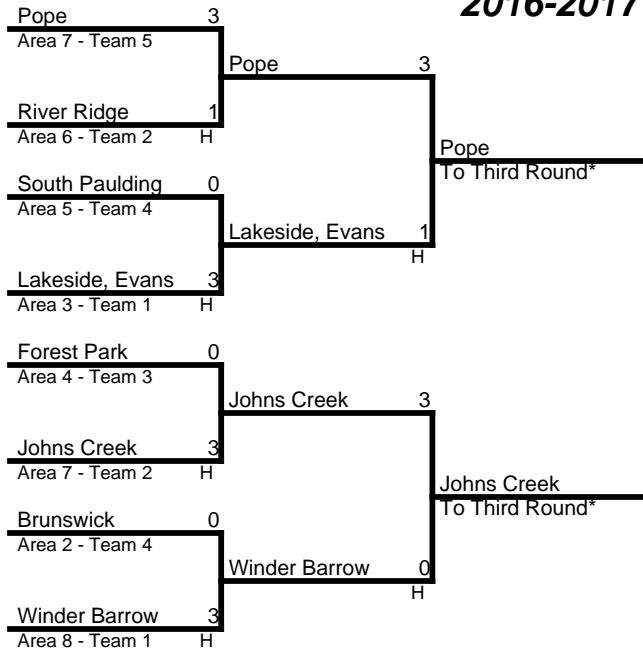 2016-2017
Pope 3
Area 7 - Team 5
Pope 3
River Ridge 1
Area 6 - Team 2 H
Pope
To Third Round*
South Paulding 0
Area 5 - Team 4
Lakeside, Evans 1
H
Lakeside, Evans 3
Area 3 - Team 1 H
Forest Park 0
Area 4 - Team 3
Johns Creek 3
Johns Creek 3
Area 7 - Team 2 H
Johns Creek
To Third Round*
Brunswick 0
Area 2 - Team 4
Winder Barrow 0
H
Winder Barrow 3
Area 8 - Team 1 H